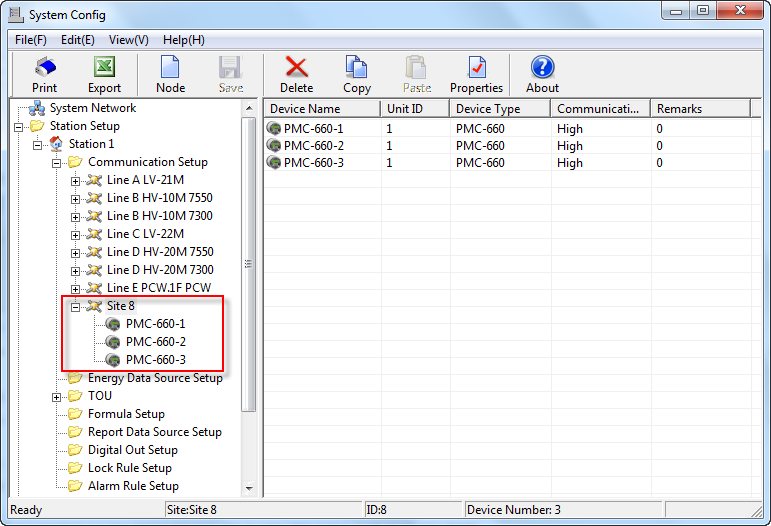 System Config
File(F) Edit(E) View(V) Help(H)
Print Export Node Save Delete Copy Paste Properties About
System Network
Station Setup
Station 1
Communication Setup
Line A LV-21M
Line B HV-10M 7550
Line B HV-10M 7300
Line C LV-22M
Line D HV-20M 7550
Line D HV-20M 7300
Line E PCW.1F PCW
Site 8
PMC-660-1
PMC-660-2
PMC-660-3
Energy Data Source Setup
TOU
Formula Setup
Report Data Source Setup
Digital Out Setup
Lock Rule Setup
Alarm Rule Setup
Device Name Unit ID Device Type Communicati... Remarks
PMC-660-1 1 PMC-660 High 0
PMC-660-2 1 PMC-660 High 0
PMC-660-3 1 PMC-660 High 0
Ready Site:Site 8 ID:8 Device Number: 3